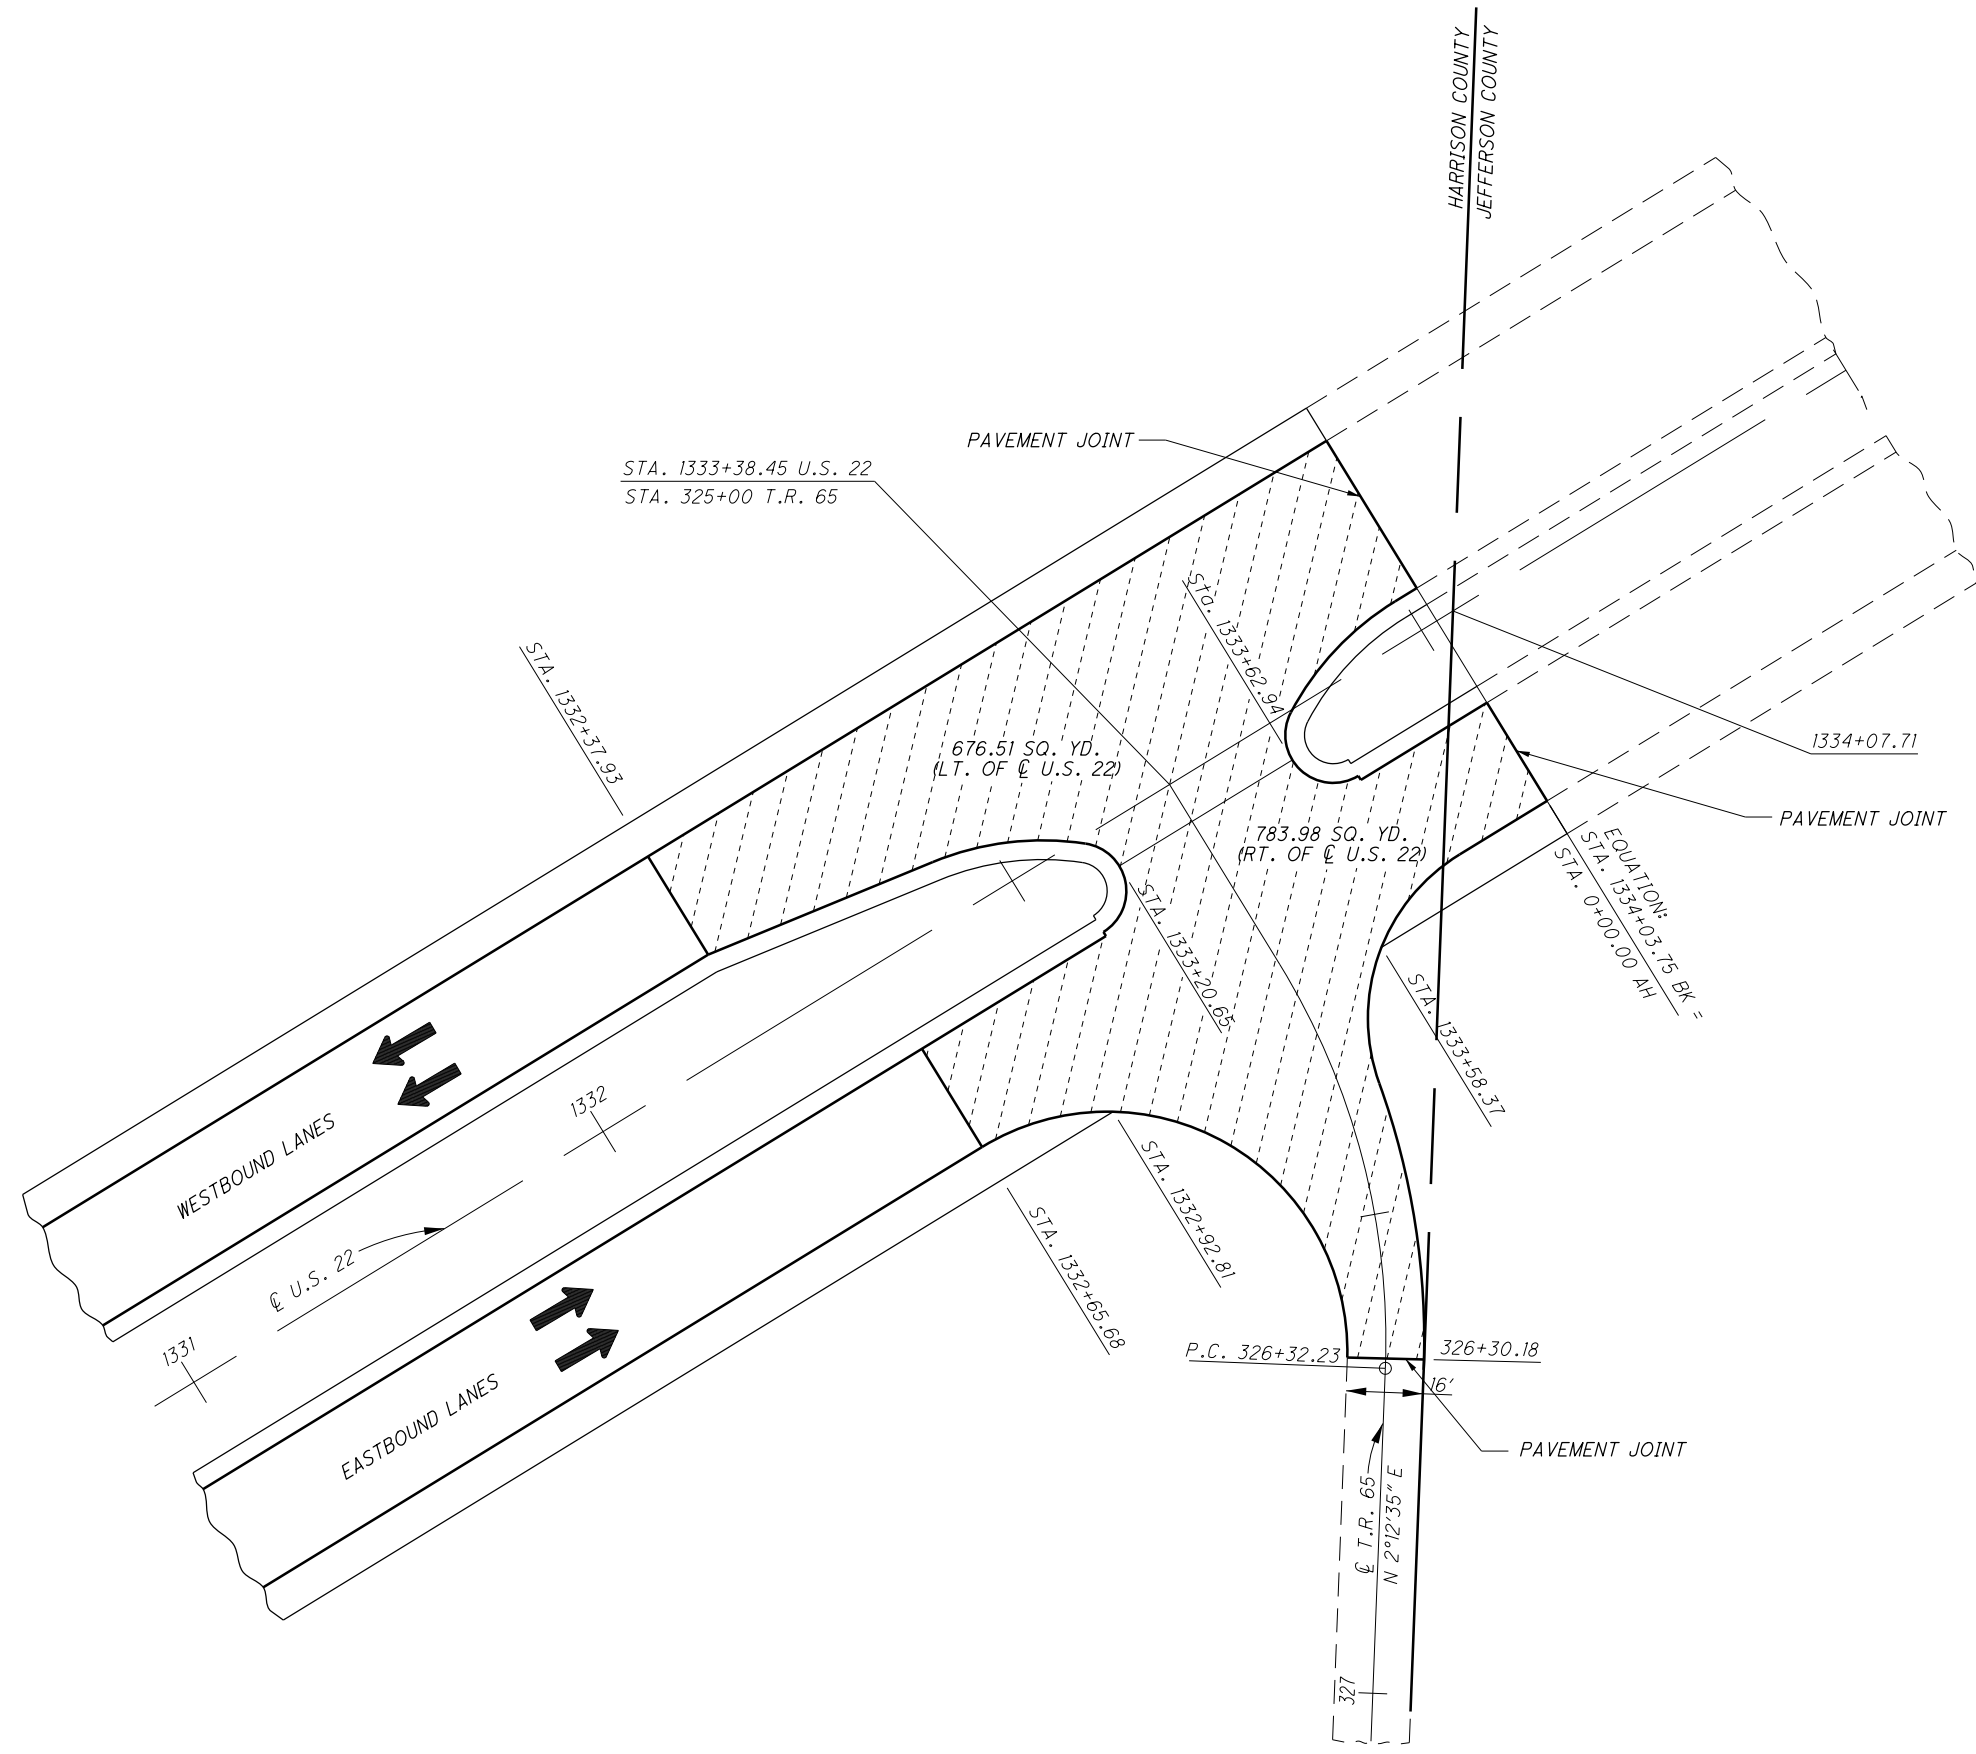 HARRISON COUNTY
JEFFERSON COUNTY
PAVEMENT JOINT
STA. 1333+38.45 U.S. 22
STA. 325+00 T.R. 65
Sta. 1333+62.94
STA. 1332+37.93
676.51 SQ. YD.
(LT. OF ℄ U.S. 22)
1334+07.71
PAVEMENT JOINT
783.98 SQ. YD.
(RT. OF ℄ U.S. 22)
EQUATION:
STA. 1334+03.75 BK =
STA. 0+00.00 AH
STA. 1333+20.65
STA. 1333+58.37
1332
WESTBOUND LANES
STA. 1332+92.81
STA. 1332+65.68
℄ U.S. 22
1331
EASTBOUND LANES
P.C. 326+32.23
326+30.18
16'
PAVEMENT JOINT
℄ T.R. 65
N 2°12'35" E
327